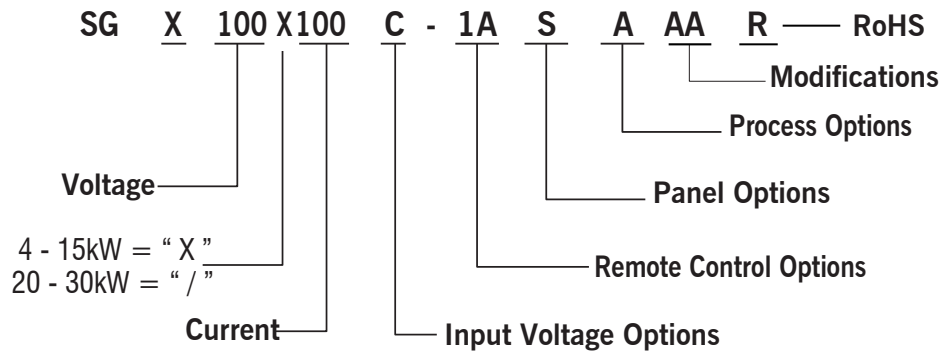 SG X 100 X 100 C - 1A S A AA R RoHS
Modifications
Process Options
Voltage
Panel Options
4 - 15kW = “ X ”
20 - 30kW = “ / ”
Remote Control Options
Current
Input Voltage Options